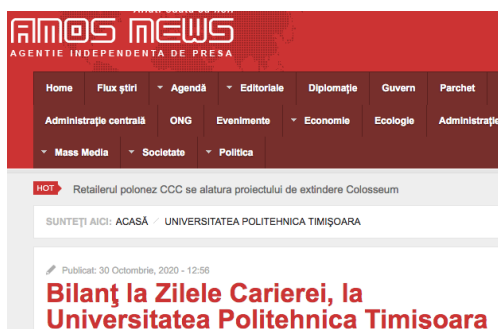 AMOS NEWS
AGENTIE INDEPENDENTA DE PRESA
Home Flux știri Agendă Editoriale Diplomație Guvern Parchet
Administrație centrală ONG Evenimente Economie Ecologie Administrație
Mass Media Societate Politica
HOT Retailerul polonez CCC se alatura proiectului de extindere Colosseum
SUNTEȚI AICI: ACASĂ / UNIVERSITATEA POLITEHNICA TIMIȘOARA
Publicat: 30 Octombrie, 2020 - 12:56
Bilanţ la Zilele Carierei, la
Universitatea Politehnica Timisoara